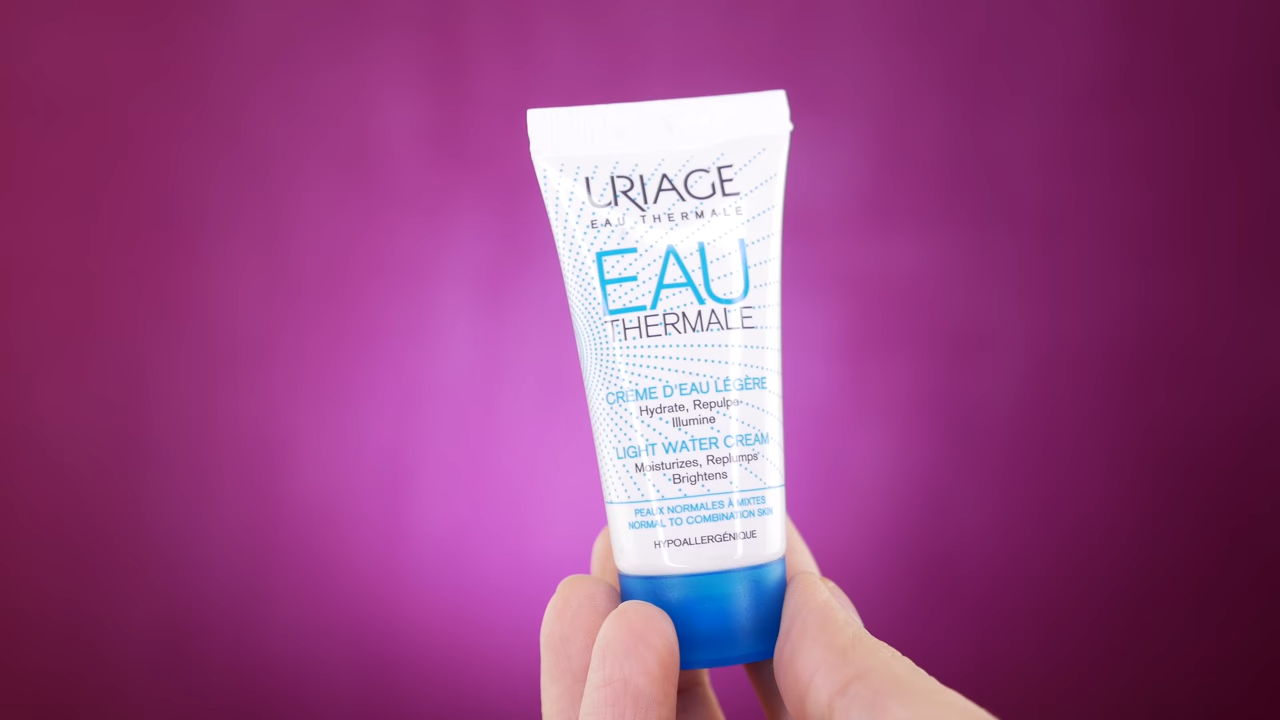 URIAGE
EAU THERMALE
EAU
THERMALE
CRÈME D'EAU LÉGÈRE
Hydrate, Repulpe
Illumine
LIGHT WATER CREAM
Moisturizes, Replumps
Brightens
PEAUX NORMALES À MIXTES
NORMAL TO COMBINATION SKIN
HYPOALLERGÉNIQUE